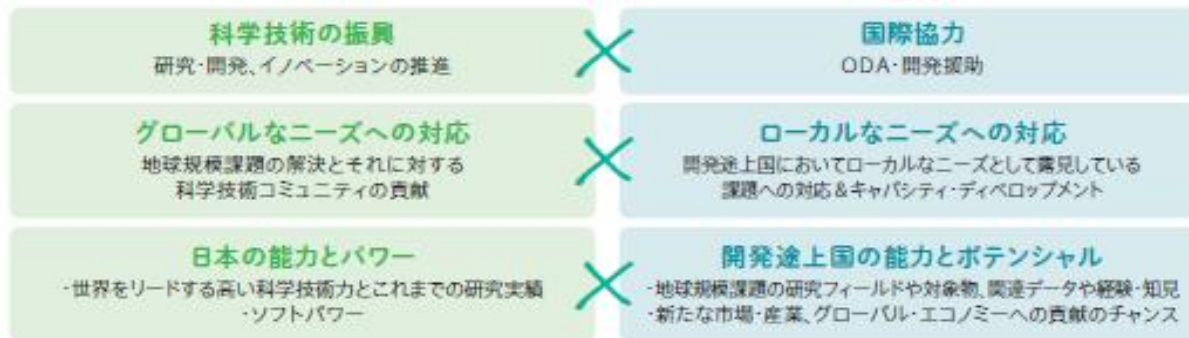 科学技術の振興
研究・開発、イノベーションの推進
国際協力
ODA・開発援助
グローバルなニーズへの対応
地球規模課題の解決とそれに対する
科学技術コミュニティの貢献
ローカルなニーズへの対応
開発途上国においてローカルなニーズとして露見している
課題への対応&キャパシティ・ディベロップメント
日本の能力とパワー
・世界をリードする高い科学技術力とこれまでの研究実績
・ソフトパワー
開発途上国の能力とポテンシャル
・地球規模課題の研究フィールドや対象物、関連データや経験・知見
・新たな市場・産業、グローバル・エコノミーへの貢献のチャンス